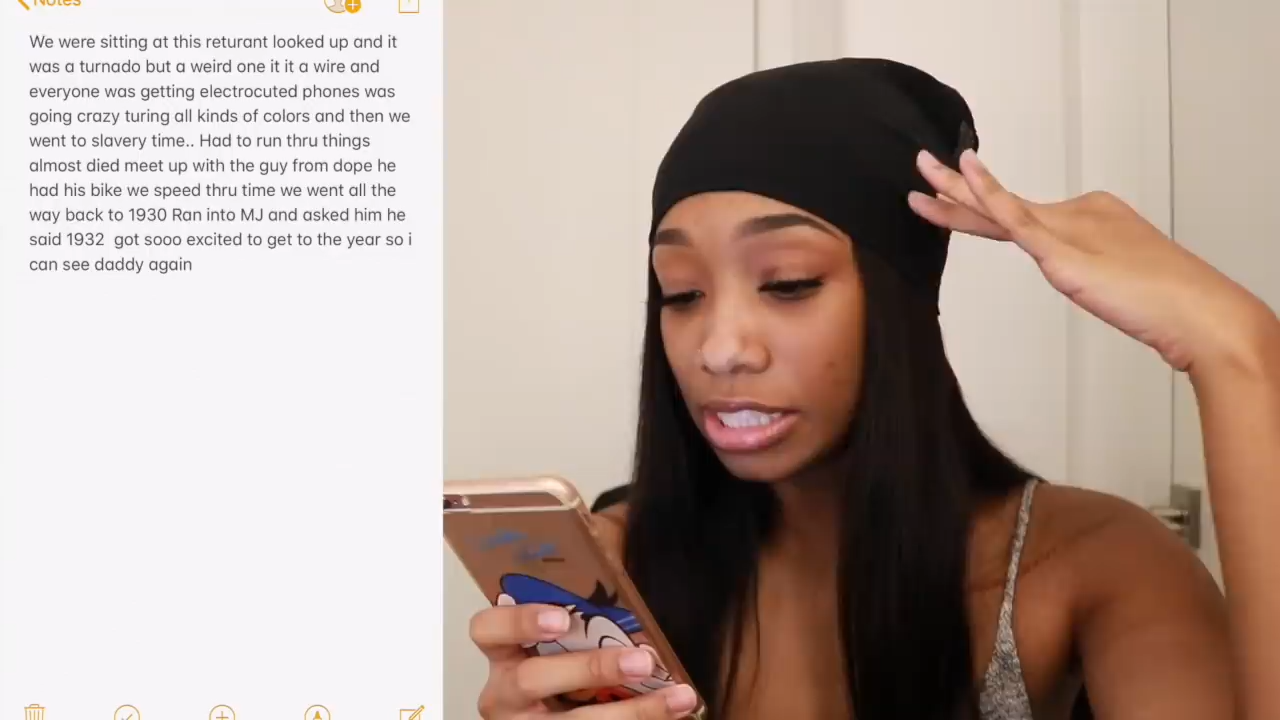 Notes
We were sitting at this returant looked up and it
was a turnado but a weird one it it a wire and
everyone was getting electrocuted phones was
going crazy turing all kinds of colors and then we
went to slavery time.. Had to run thru things
almost died meet up with the guy from dope he
had his bike we speed thru time we went all the
way back to 1930 Ran into MJ and asked him he
said 1932 got sooo excited to get to the year so i
can see daddy again